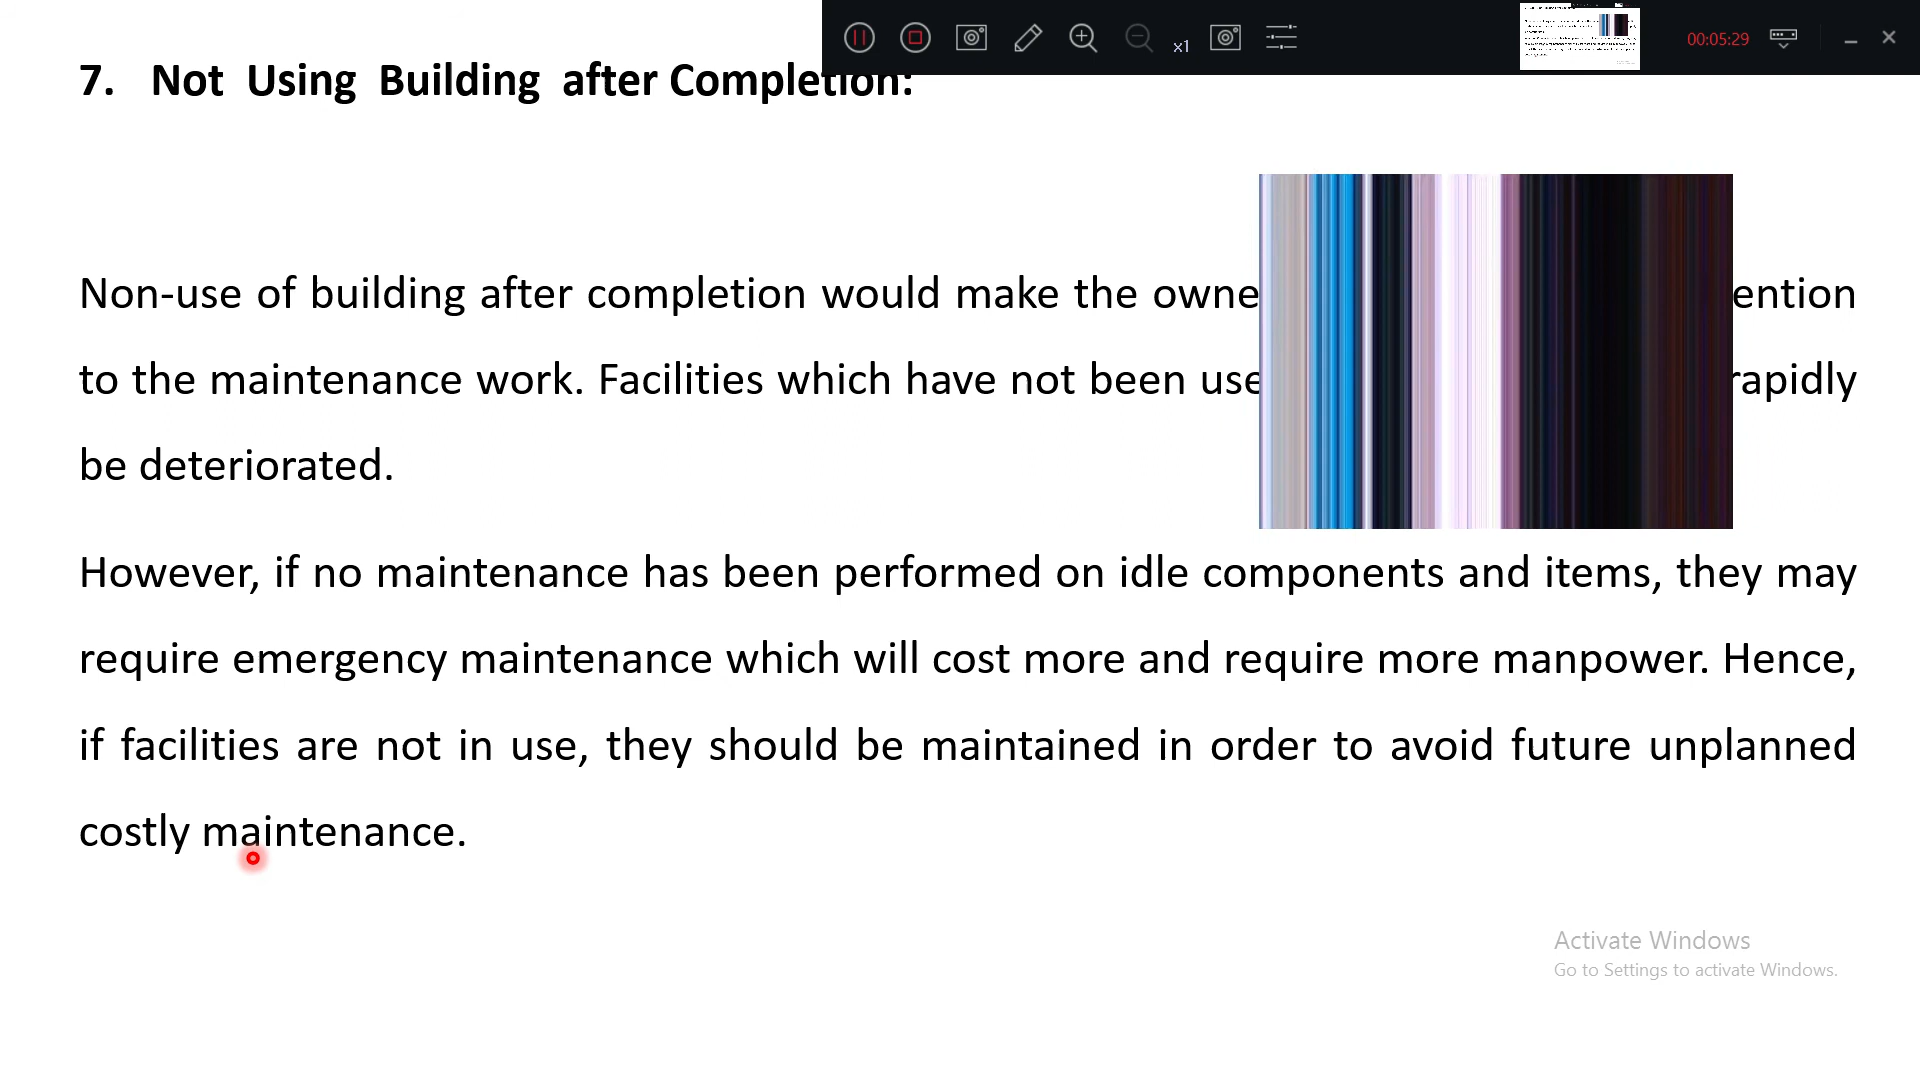 x1
00:05:29
7. Not Using Building after Completion:
Non-use of building after completion would make the ention
to the maintenance work. Facilities which have not been rapidly
be deteriorated.
However, if no maintenance has been performed on idle components and items, they may
require emergency maintenance which will cost more and require more manpower. Hence,
if facilities are not in use, they should be maintained in order to avoid future unplanned
costly maintenance.
Activate Windows
Go to Settings to activate Windows.